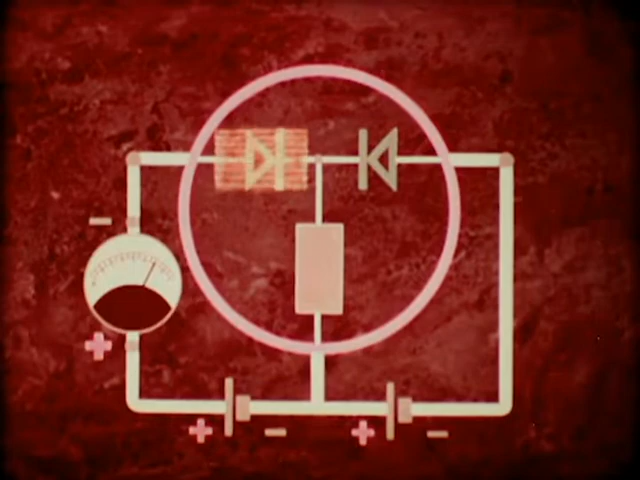 −
+
+ − + −